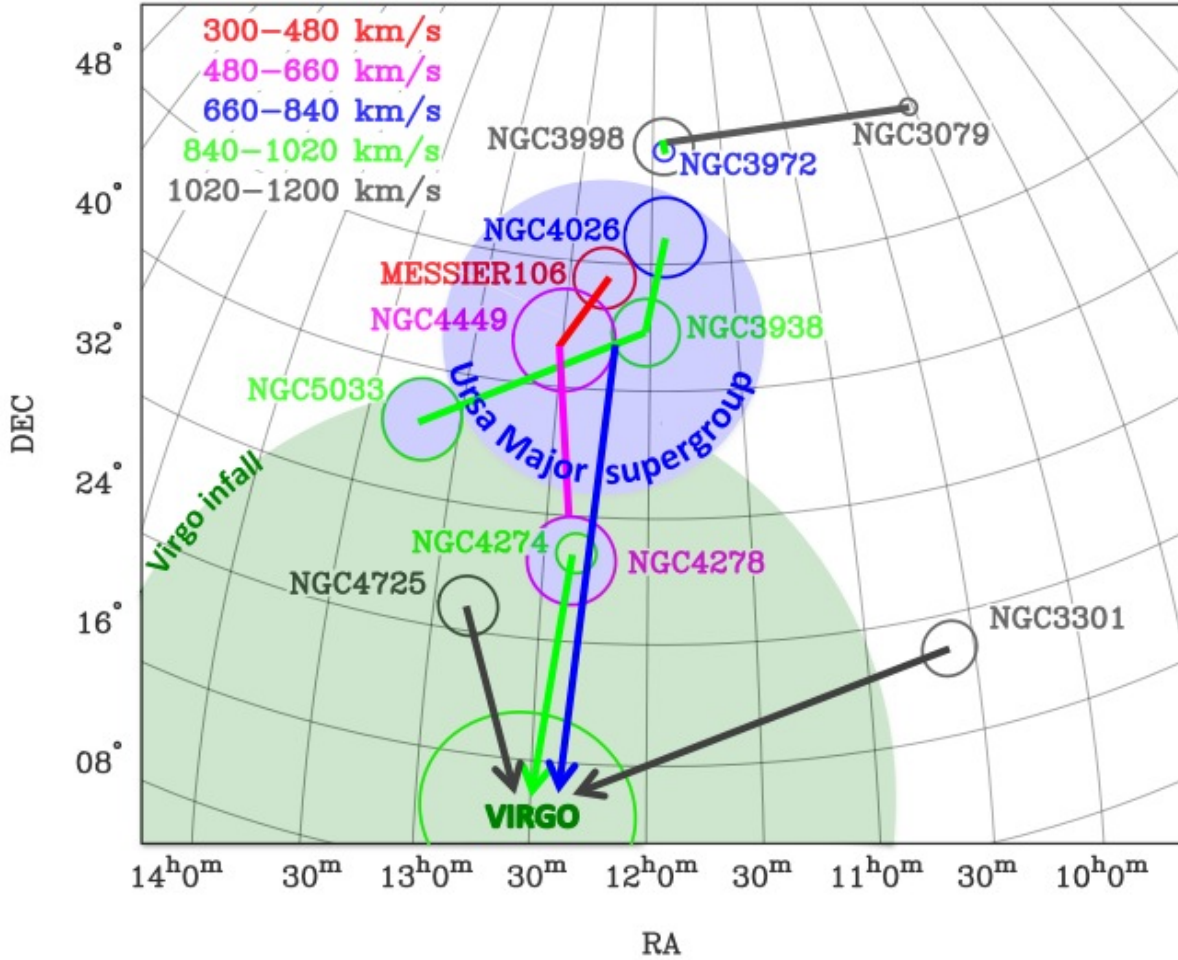 300-480 km/s
480-660 km/s
660-840 km/s
840-1020 km/s
1020-1200 km/s
48°
40°
32°
24°
16°
08°
DEC
NGC3998
NGC3079
NGC3972
NGC4026
MESSIER106
NGC4449
NGC3938
NGC5033
Ursa Major supergroup
Virgo infall
NGC4274
NGC4278
NGC4725
NGC3301
VIRGO
14ʰ0ᵐ 30ᵐ 13ʰ0ᵐ 30ᵐ 12ʰ0ᵐ 30ᵐ 11ʰ0ᵐ 30ᵐ 10ʰ0ᵐ
RA